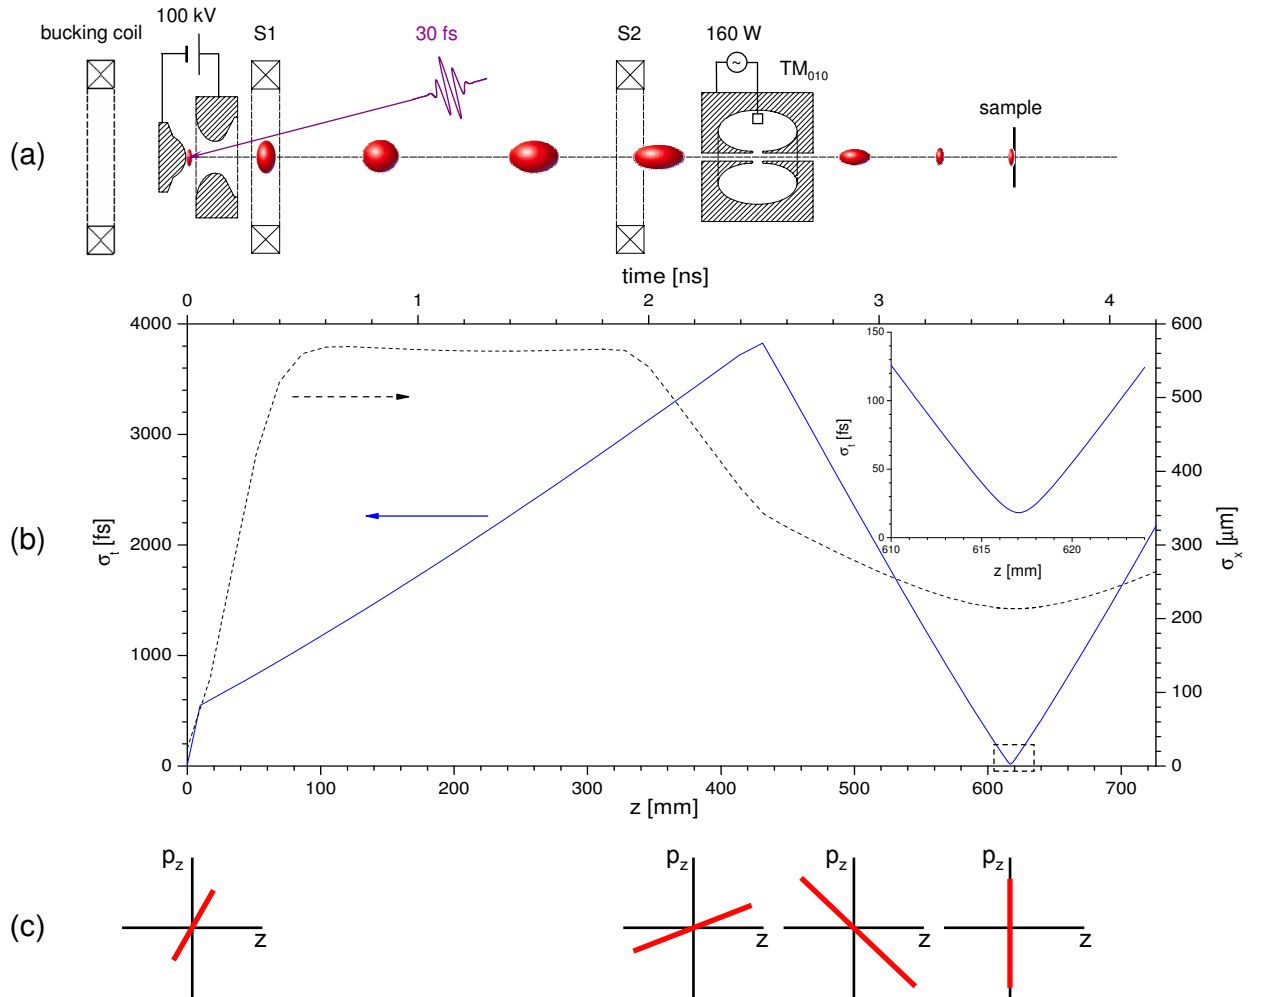 100 kV
bucking coil
S1
30 fs
S2
160 W
~
TM010
sample
(a)
time [ns]
0 1 2 3 4
4000
3000
2000
1000
0
σt [fs]
(b)
600
500
400
300
200
100
0
σx [µm]
150
100
50
0
σt [fs]
610 615 620
z [mm]
0 100 200 300 400 500 600 700
z [mm]
(c)
pz pz pz pz
z z z z